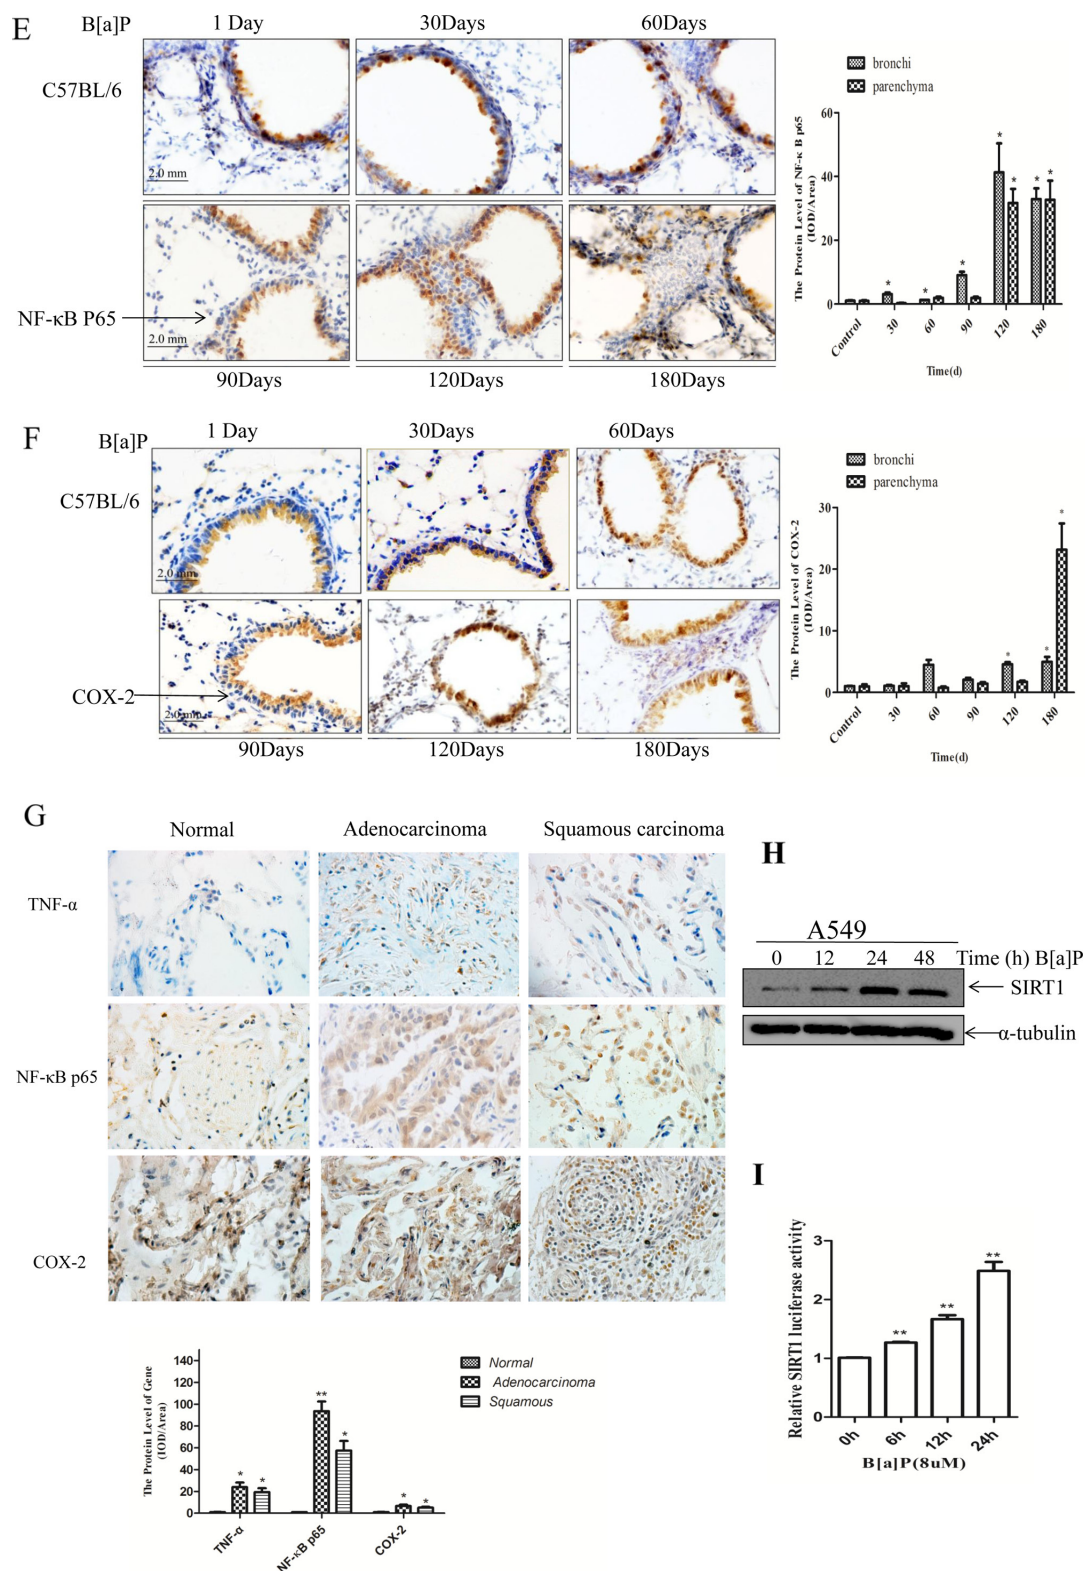 E
B[a]P
1 Day
30Days
60Days
C57BL/6
2.0 mm
NF-κB P65
2.0 mm
90Days
120Days
180Days
bronchi
parenchyma
The Protein Level of NF-κ B p65
(IOD/Area)
60
40
20
0
*
*
*
*
*
*
*
Control
30
60
90
120
180
Time(d)
F
B[a]P
1 Day
30Days
60Days
C57BL/6
2.0 mm
COX-2
2.0 mm
90Days
120Days
180Days
bronchi
parenchyma
The Protein Level of COX-2
(IOD/Area)
30
20
10
0
*
*
*
Control
30
60
90
120
180
Time(d)
G
Normal
Adenocarcinoma
Squamous carcinoma
TNF-α
NF-κB p65
COX-2
The Protein Level of Gene
(IOD/Area)
140
120
100
80
60
40
20
0
*
*
**
*
*
*
TNF-α
NF-κB p65
COX-2
Normal
Adenocarcinoma
Squamous
H
A549
0 12 24 48 Time (h) B[a]P
SIRT1
α-tubulin
I
Relative SIRT1 luciferase activity
3
2
1
0
**
**
**
0h
6h
12h
24h
B[a]P(8uM)